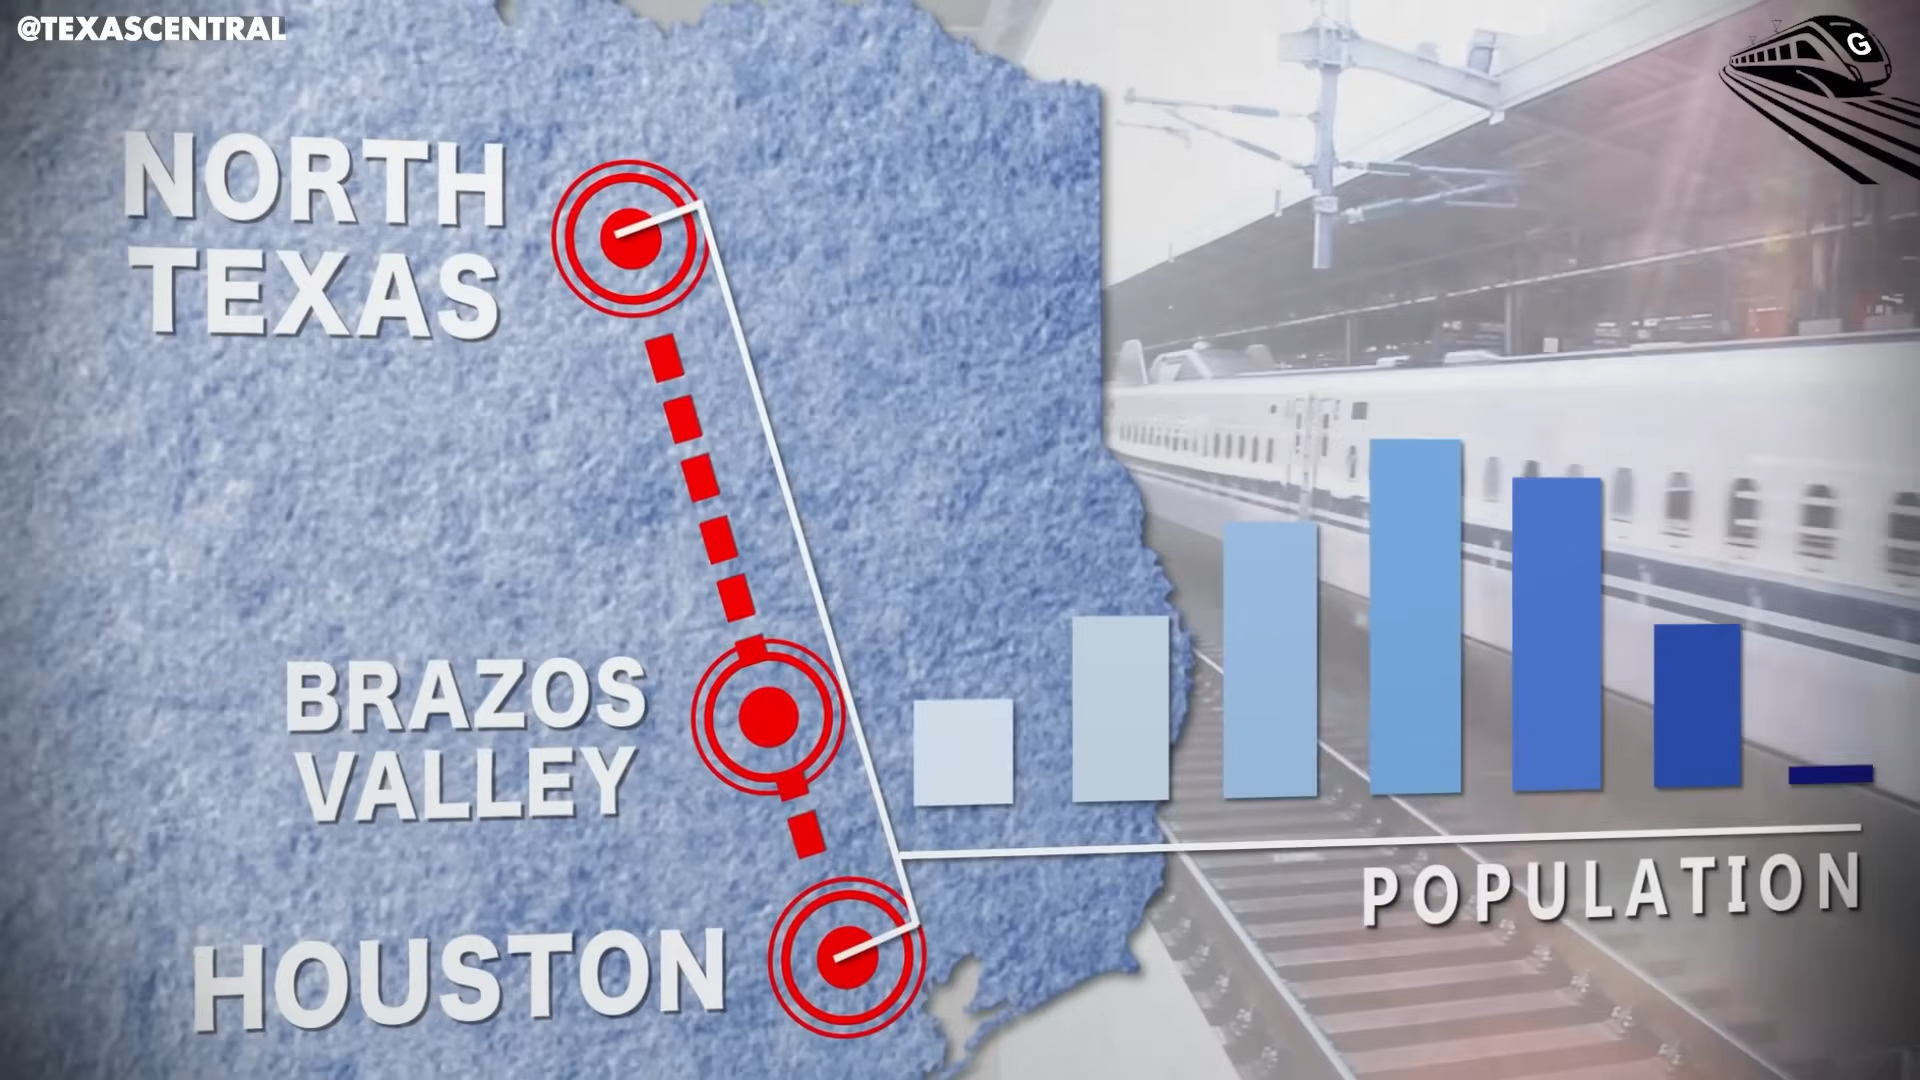 @TEXASCENTRAL
G
NORTH
TEXAS
BRAZOS
VALLEY
HOUSTON
POPULATION